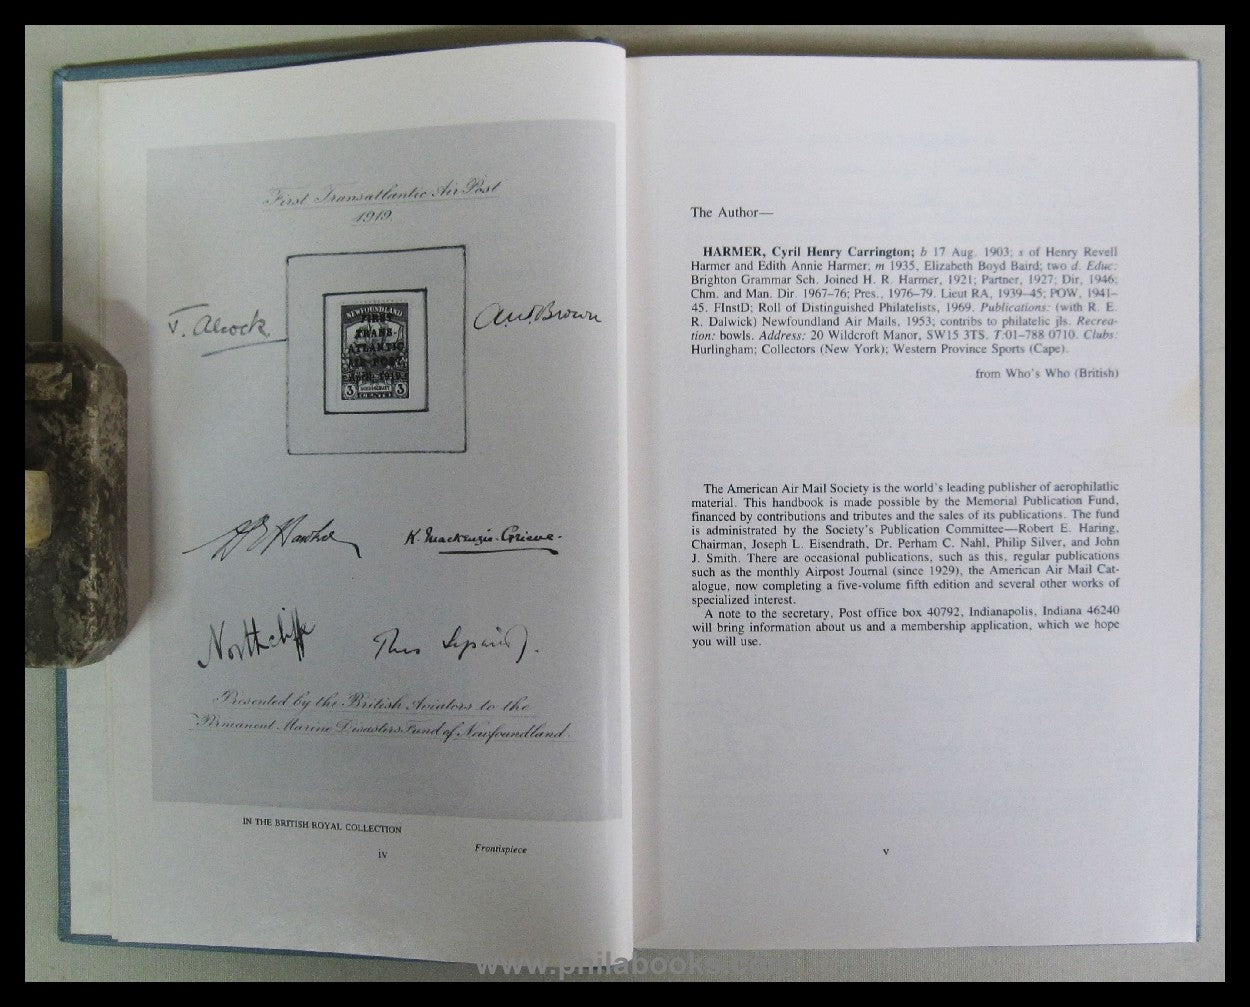 First Transatlantic Air Post
1919.
J. Alcock
A.W. Brown
NEWFOUNDLAND
FIRST
TRANS-
ATLANTIC
AIR POST,
April, 1919.
3 3
CENTS
K. Mackenzie-Grieve.
Northcliffe
Presented by the British Aviators to the
Permanent Marine Disasters Fund of Newfoundland.
IN THE BRITISH ROYAL COLLECTION
iv
Frontispiece
The Author—
HARMER, Cyril Henry Carrington; b 17 Aug. 1903; s of Henry Revell
Harmer and Edith Annie Harmer; m 1935, Elizabeth Boyd Baird; two d. Educ:
Brighton Grammar Sch. Joined H. R. Harmer, 1921; Partner, 1927; Dir, 1946;
Chm. and Man. Dir. 1967–76; Pres., 1976–79. Lieut RA, 1939–45; POW, 1941–
45. FInstD; Roll of Distinguished Philatelists, 1969. Publications: (with R. E.
R. Dalwick) Newfoundland Air Mails, 1953; contribs to philatelic jls. Recrea-
tion: bowls. Address: 20 Wildcroft Manor, SW15 3TS. T:01–788 0710. Clubs:
Hurlingham; Collectors (New York); Western Province Sports (Cape).
from Who's Who (British)
The American Air Mail Society is the world's leading publisher of aerophilatlic
material. This handbook is made possible by the Memorial Publication Fund,
financed by contributions and tributes and the sales of its publications. The fund
is administrated by the Society's Publication Committee—Robert E. Haring,
Chairman, Joseph L. Eisendrath, Dr. Perham C. Nahl, Philip Silver, and John
J. Smith. There are occasional publications, such as this, regular publications
such as the monthly Airpost Journal (since 1929), the American Air Mail Cat-
alogue, now completing a five-volume fifth edition and several other works of
specialized interest.
A note to the secretary, Post office box 40792, Indianapolis, Indiana 46240
will bring information about us and a membership application, which we hope
you will use.
v
www.philabooks.com